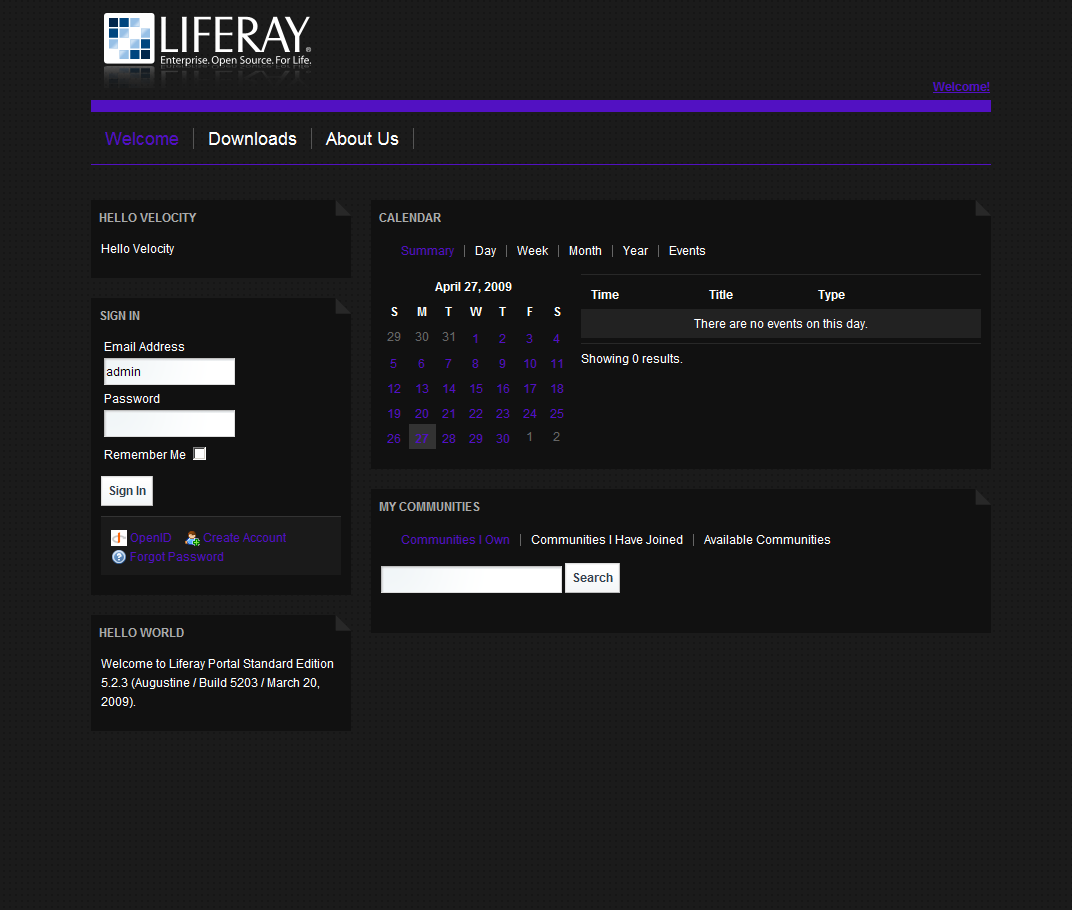 LIFERAY®
Enterprise. Open Source. For Life.
Welcome!
Welcome Downloads About Us
HELLO VELOCITY
Hello Velocity
SIGN IN
Email Address
admin
Password
Remember Me
Sign In
OpenID Create Account
Forgot Password
HELLO WORLD
Welcome to Liferay Portal Standard Edition
5.2.3 (Augustine / Build 5203 / March 20,
2009).
CALENDAR
Summary Day Week Month Year Events
April 27, 2009
S M T W T F S
29 30 31 1 2 3 4
5 6 7 8 9 10 11
12 13 14 15 16 17 18
19 20 21 22 23 24 25
26 27 28 29 30 1 2
Time Title Type
There are no events on this day.
Showing 0 results.
MY COMMUNITIES
Communities I Own Communities I Have Joined Available Communities
Search